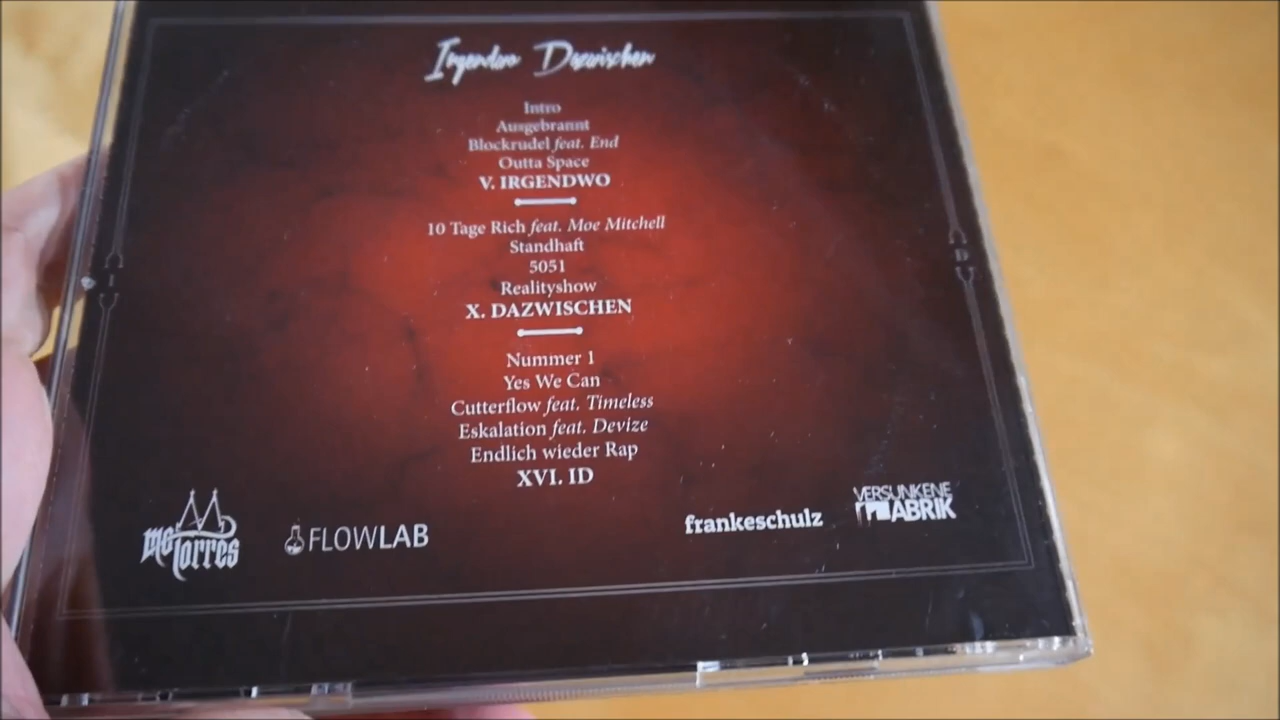 Irgendwo Dazwischen
Intro
Ausgebrannt
Blockrudel feat. End
Outta Space
V. IRGENDWO
10 Tage Rich feat. Moe Mitchell
Standhaft
5051
Realityshow
X. DAZWISCHEN
Nummer 1
Yes We Can
Cutterflow feat. Timeless
Eskalation feat. Devize
Endlich wieder Rap
XVI. ID
I
D
Mo Torres
FLOWLAB
frankeschulz
VERSUNKENE
FABRIK